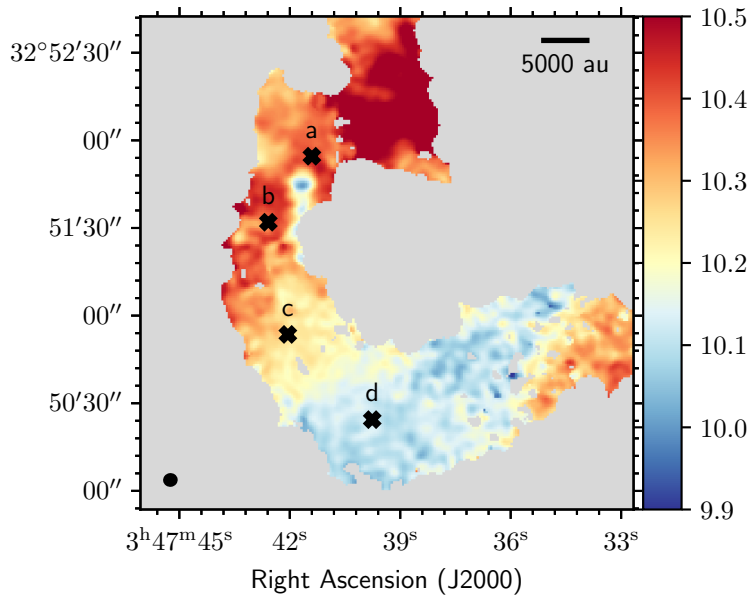 32°52′30″
00″
51′30″
00″
50′30″
00″
5000 au
a
b
c
d
10.5
10.4
10.3
10.2
10.1
10.0
9.9
3ʰ47ᵐ45ˢ
42ˢ
39ˢ
36ˢ
33ˢ
Right Ascension (J2000)